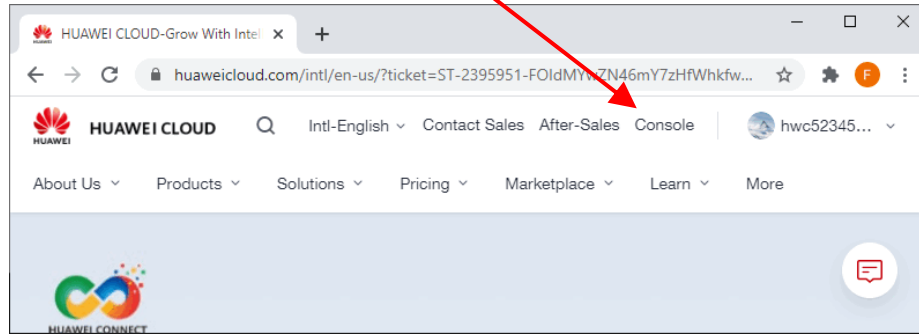 HUAWEI CLOUD-Grow With Intel
huaweicloud.com/intl/en-us/?ticket=ST-2395951-FOIdMYwZN46mY7zHfWhkfw...
F
HUAWEI
HUAWEI CLOUD
Intl-English
Contact Sales
After-Sales
Console
hwc52345...
About Us
Products
Solutions
Pricing
Marketplace
Learn
More
HUAWEI CONNECT